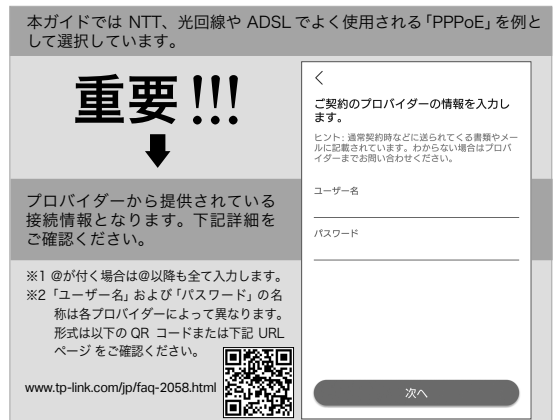 本ガイドでは NTT、光回線や ADSL でよく使用される「PPPoE」を例と
して選択しています。
重要 !!!
プロバイダーから提供されている
接続情報となります。下記詳細を
ご確認ください。
※1 @が付く場合は@以降も全て入力します。
※2 「ユーザー名」および「パスワード」の名
称は各プロバイダーによって異なります。
形式は以下の QR コードまたは下記 URL
ページ をご確認ください。
www.tp-link.com/jp/faq-2058.html
ご契約のプロバイダーの情報を入力し
ます。
ヒント: 通常契約時などに送られてくる書類やメー
ルに記載されています。わからない場合はプロバ
イダーまでお問い合わせください。
ユーザー名
パスワード
次へ